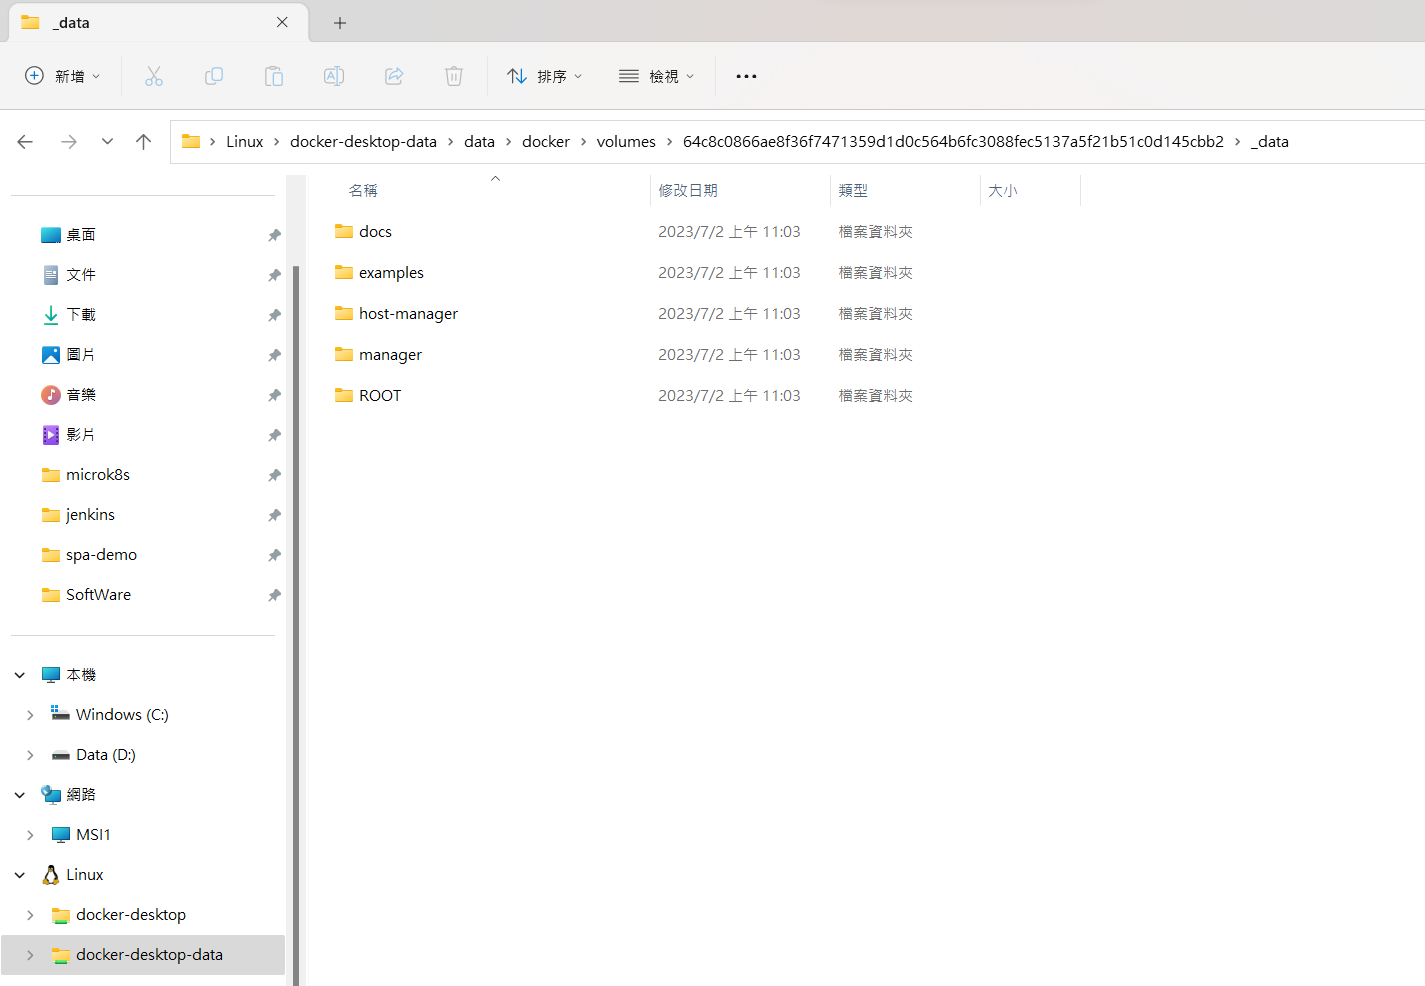 _data
新增
排序
檢視
Linux > docker-desktop-data > data > docker > volumes > 64c8c0866ae8f36f7471359d1d0c564b6fc3088fec5137a5f21b51c0d145cbb2 > _data
名稱 修改日期 類型 大小
docs 2023/7/2 上午 11:03 檔案資料夾
examples 2023/7/2 上午 11:03 檔案資料夾
host-manager 2023/7/2 上午 11:03 檔案資料夾
manager 2023/7/2 上午 11:03 檔案資料夾
ROOT 2023/7/2 上午 11:03 檔案資料夾
桌面
文件
下載
圖片
音樂
影片
microk8s
jenkins
spa-demo
SoftWare
本機
Windows (C:)
Data (D:)
網路
MSI1
Linux
docker-desktop
docker-desktop-data